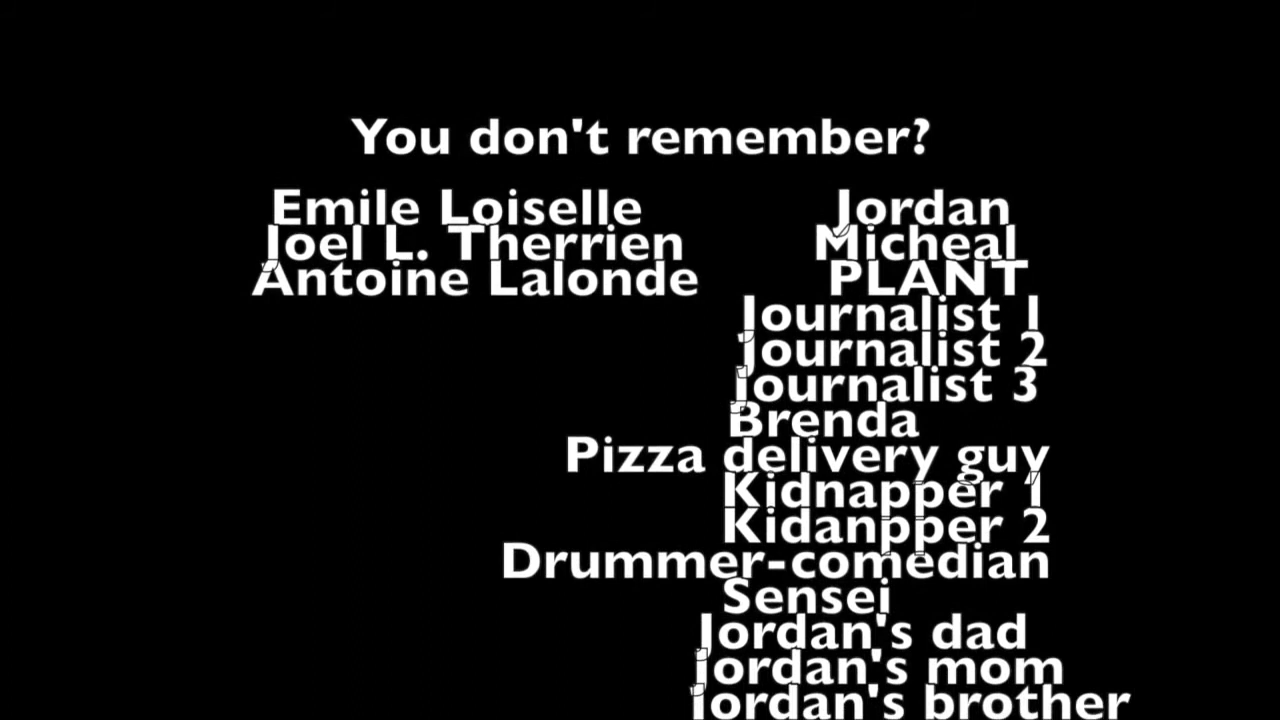 You don't remember?
Emile Loiselle Jordan
Joel L. Therrien Micheal
Antoine Lalonde PLANT
Journalist 1
Journalist 2
Journalist 3
Brenda
Pizza delivery guy
Kidnapper 1
Kidanpper 2
Drummer-comedian
Sensei
Jordan's dad
Jordan's mom
Jordan's brother